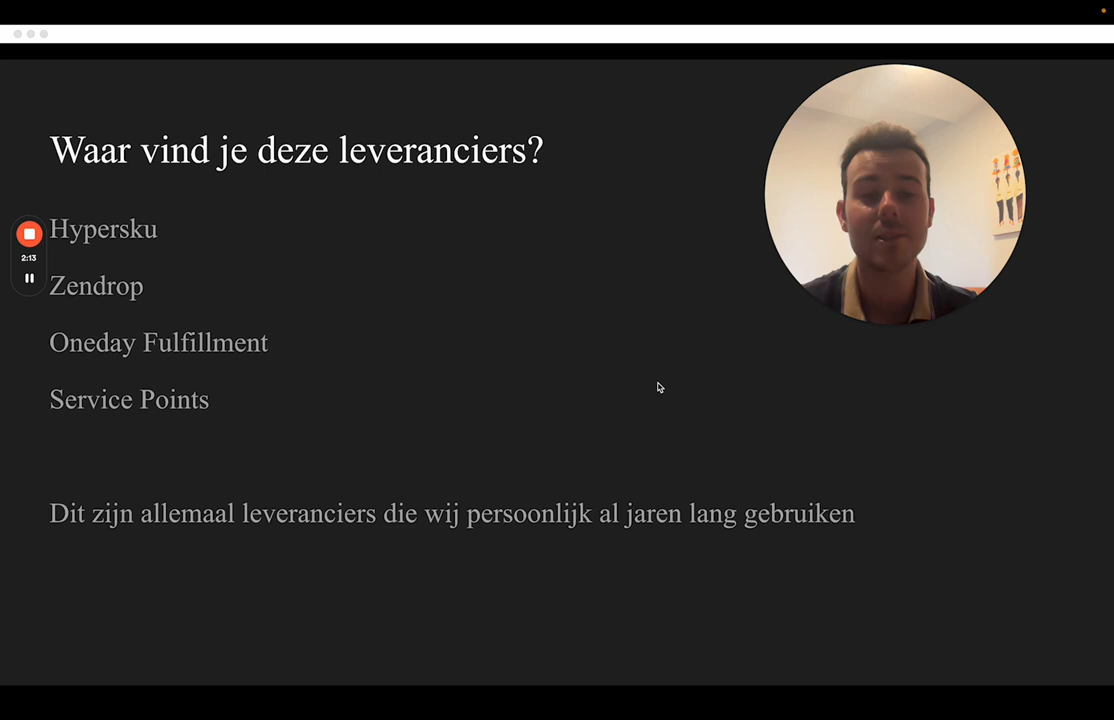 Waar vind je deze leveranciers?
Hypersku
2:13
Zendrop
Oneday Fulfillment
Service Points
Dit zijn allemaal leveranciers die wij persoonlijk al jaren lang gebruiken